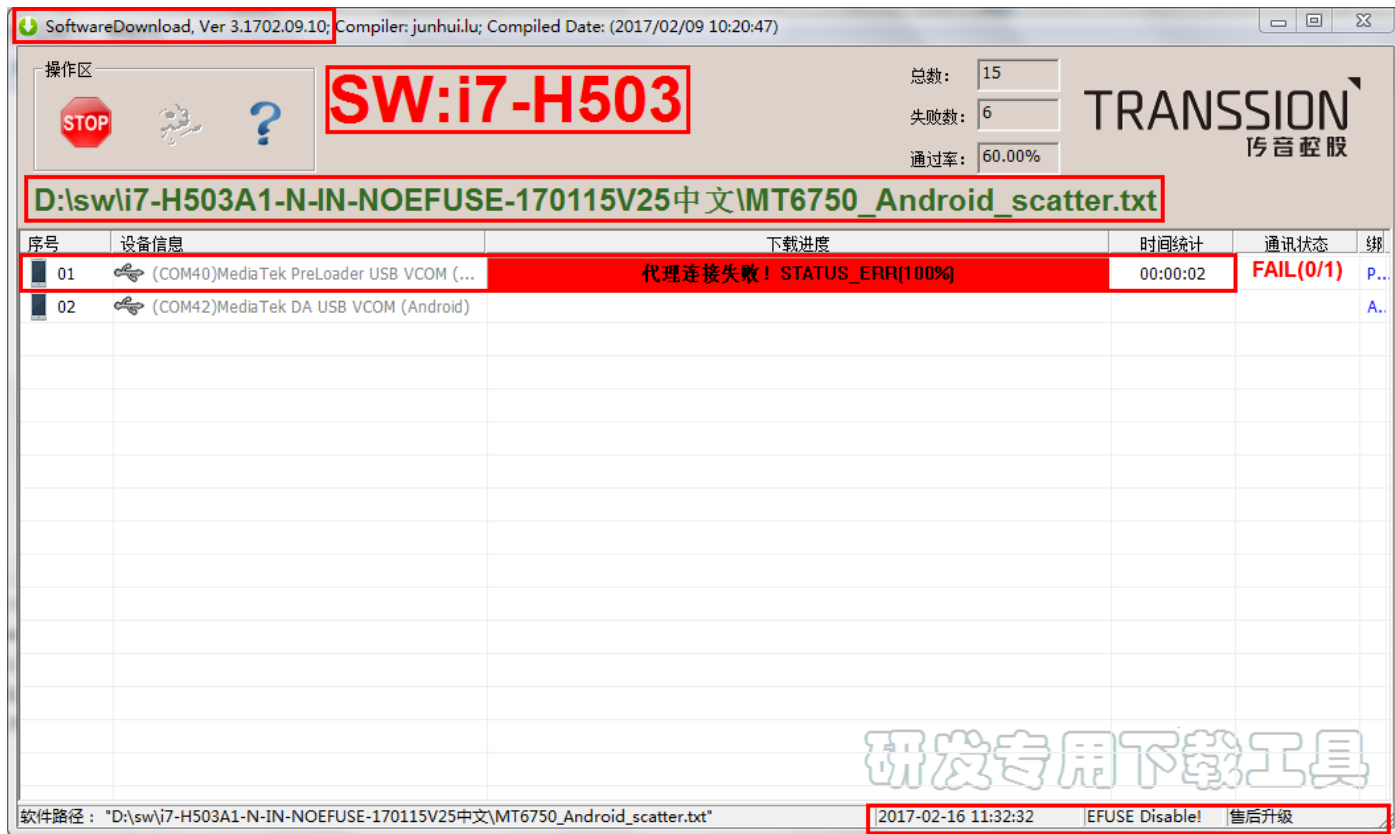 SoftwareDownload, Ver 3.1702.09.10; Compiler: junhui.lu; Compiled Date: (2017/02/09 10:20:47)
操作区
STOP
SW:i7-H503
总数: 15
失败数: 6
通过率: 60.00%
TRANSSION
传音控股
D:\sw\i7-H503A1-N-IN-NOEFUSE-170115V25中文\MT6750_Android_scatter.txt
序号 设备信息 下载进度 时间统计 通讯状态 绑
01 (COM40)MediaTek PreLoader USB VCOM (... 代理连接失败! STATUS_ERR(100%) 00:00:02 FAIL(0/1) P...
02 (COM42)MediaTek DA USB VCOM (Android) A..
研发专用下载工具
软件路径: "D:\sw\i7-H503A1-N-IN-NOEFUSE-170115V25中文\MT6750_Android_scatter.txt" 2017-02-16 11:32:32 EFUSE Disable! 售后升级